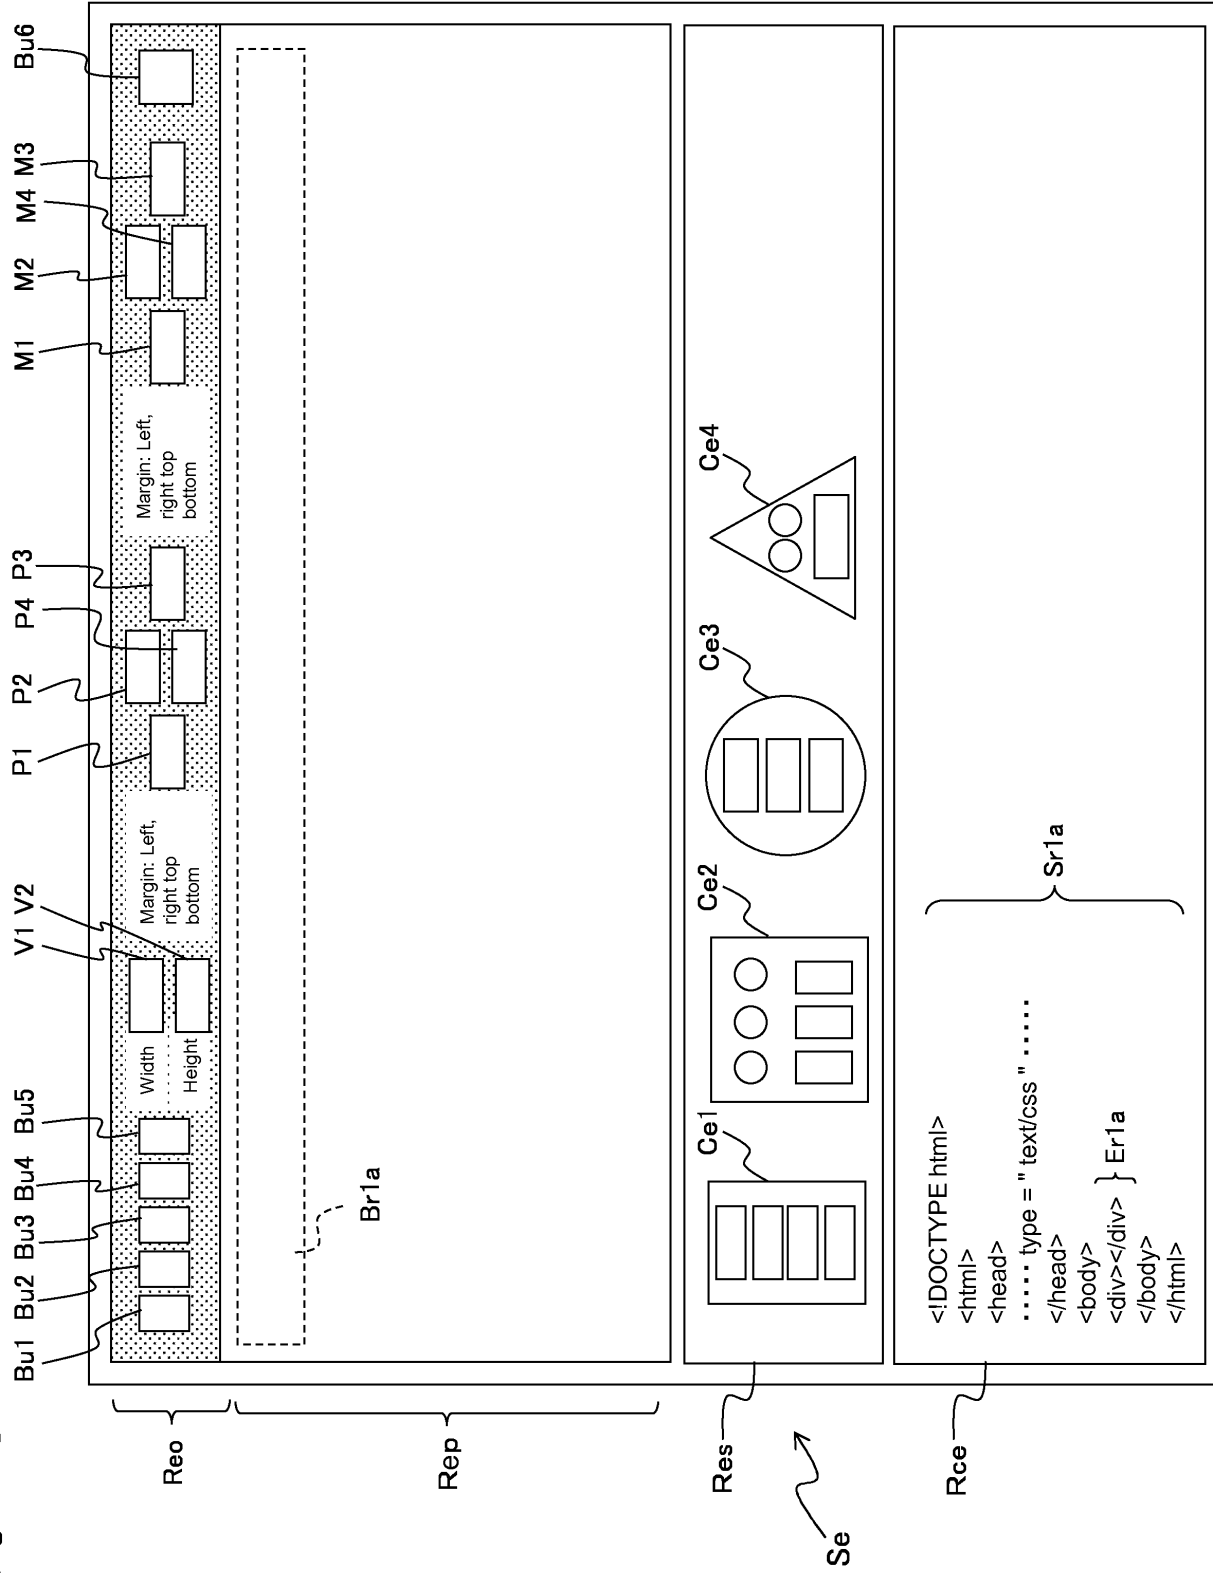 Bu1
Bu2
Bu3
Bu4
Bu5
V1
V2
P1
P2
P4
P3
M1
M2
M4
M3
Bu6
Reo
Width
Height
Margin: Left,
right top
bottom
Margin: Left,
right top
bottom
Rep
Br1a
Res
Ce1
Ce2
Ce3
Ce4
Se
Rce
<!DOCTYPE html>
<html>
<head>
····· type = " text/css " ·····
</head>
<body>
<div></div> Er1a
</body>
</html>
Sr1a